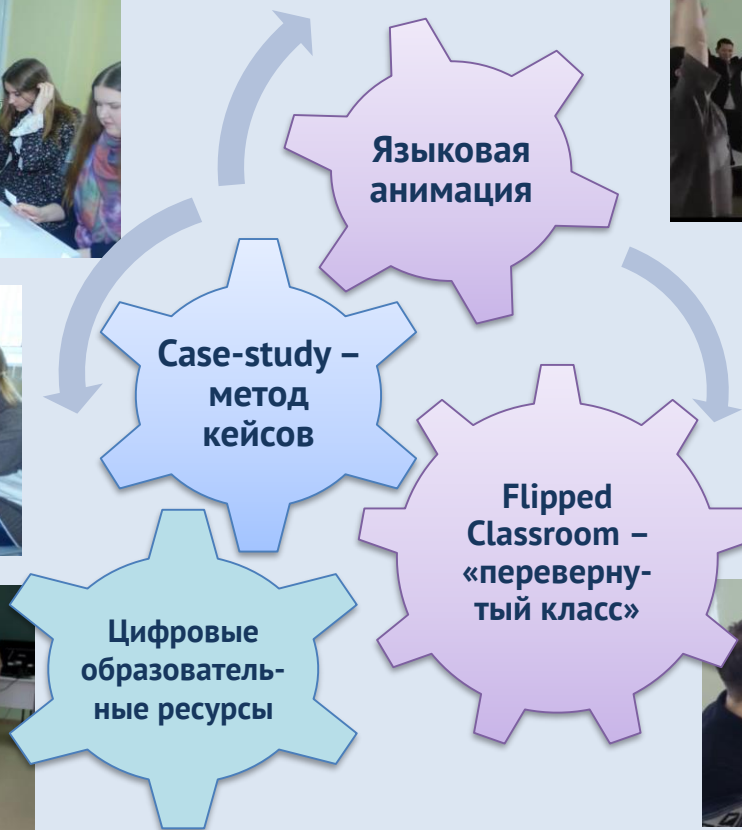 Языковая
анимация
Case-study –
метод
кейсов
Flipped
Classroom –
«переверну-
тый класс»
Цифровые
образователь-
ные ресурсы